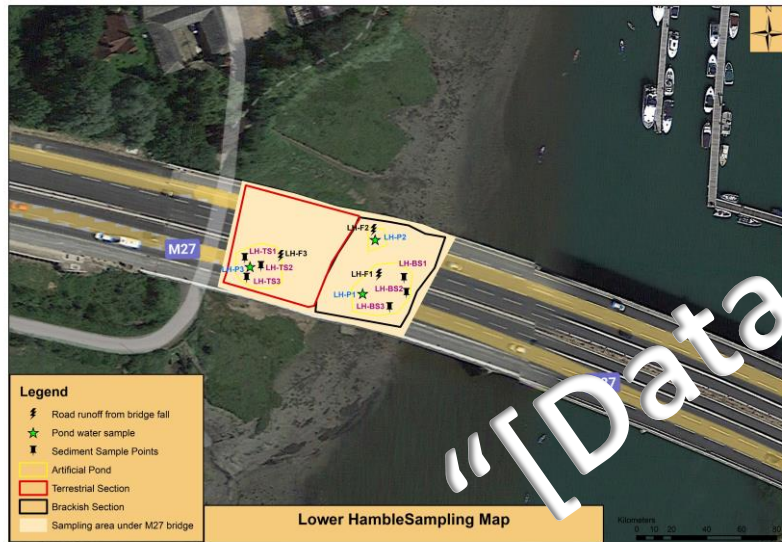 N
LH-F2
LH-P2
LH-TS1
LH-F3
LH-P3
LH-TS2
LH-TS3
LH-F1
LH-BS1
LH-BS2
LH-P1
LH-BS3
M27
Legend
Road runoff from bridge fall
Pond water sample
Sediment Sample Points
Artificial Pond
Terrestrial Section
Brackish Section
Sampling area under M27 bridge
Lower HambleSampling Map
“[Data
Kilometers
0 10 20 40 60 80